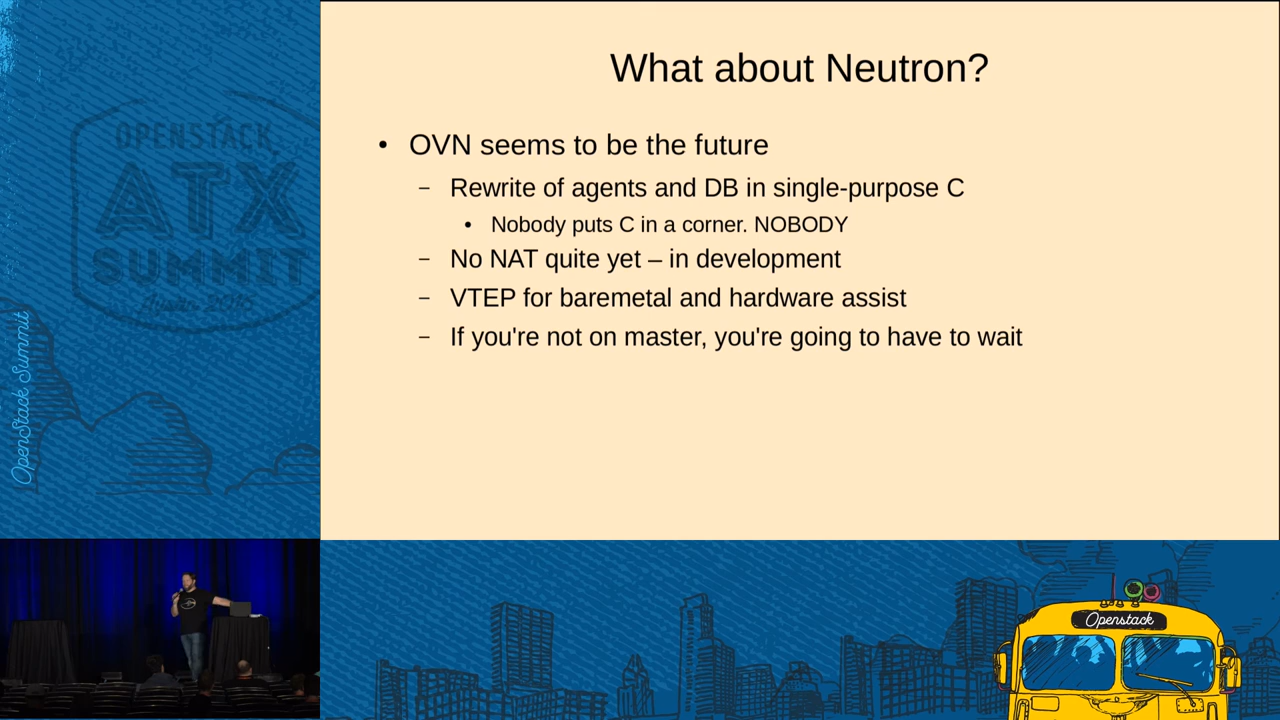 What about Neutron?
• OVN seems to be the future
– Rewrite of agents and DB in single-purpose C
• Nobody puts C in a corner. NOBODY
– No NAT quite yet – in development
– VTEP for baremetal and hardware assist
– If you're not on master, you're going to have to wait
OPENSTACK
ATX
SUMMIT
Austin 2016
OpenStack Summit
Openstack